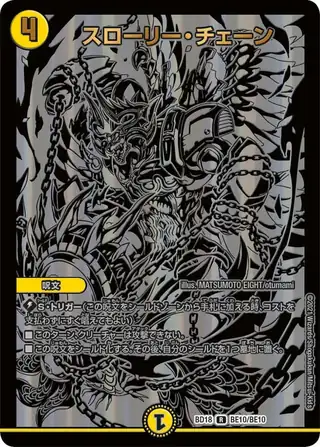 4
スローリー・チェーン
呪文
illus. MATSUMOTO EIGHT/otumami
S・トリガー(この呪文をシールドゾーンから手札に加える時、コストを
支払わずにすぐ唱えてもよい)
■このターン、クリーチャーは攻撃できない。
■この呪文をシールド化する。その後、自分のシールドを1つ墓地に置く。
1
BD18 R BE10/BE10